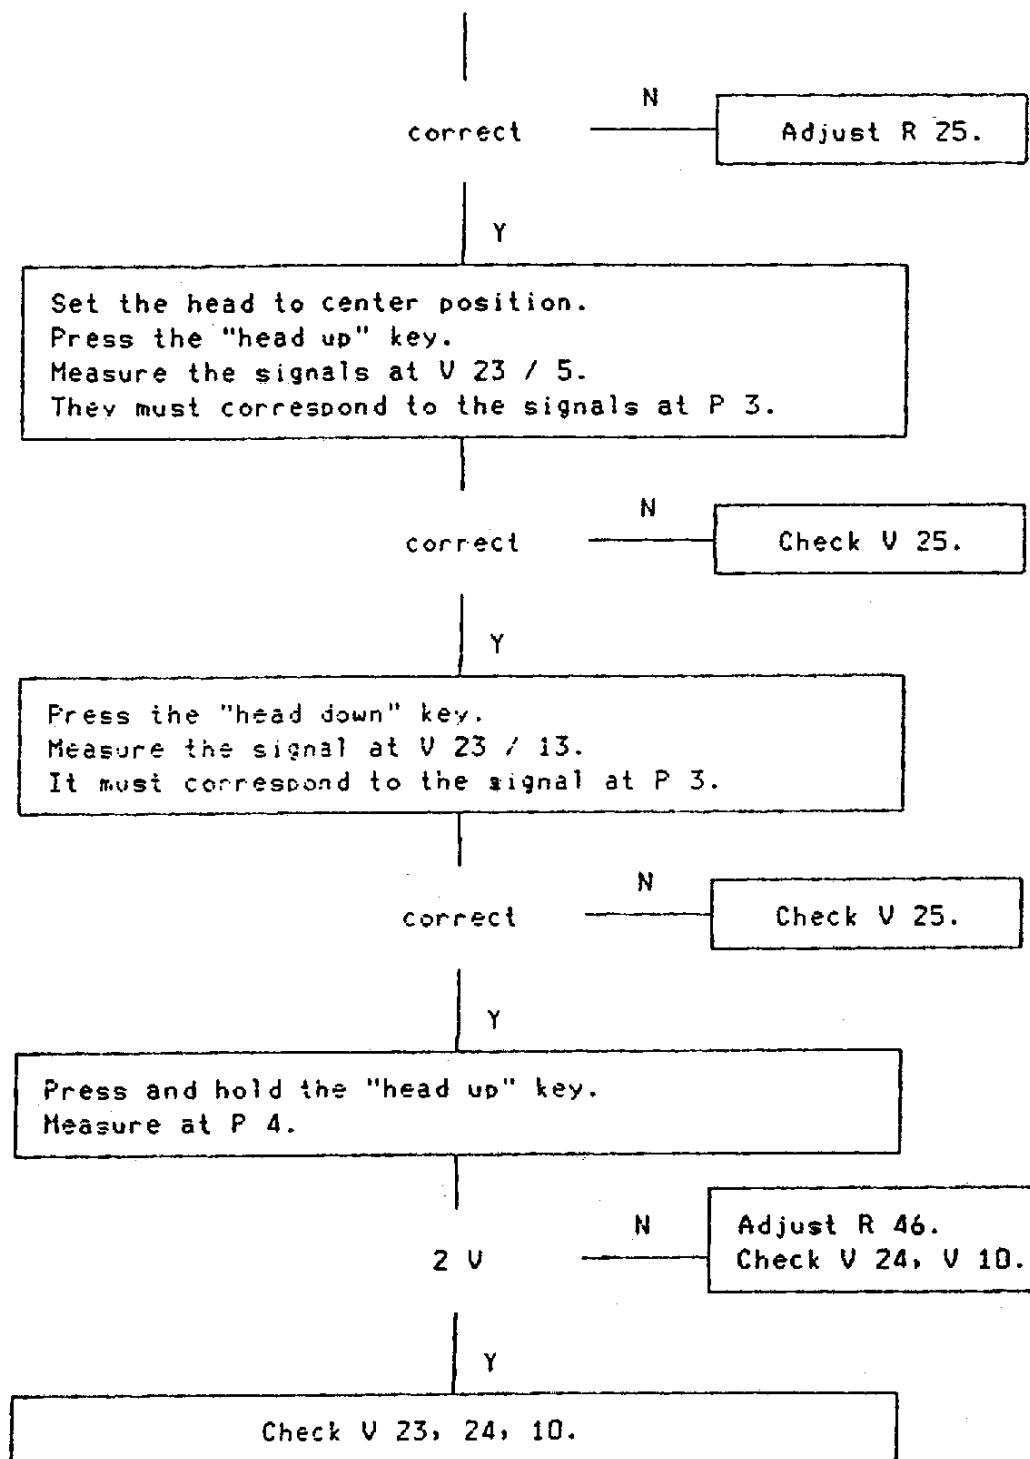 N
correct
Adjust R 25.
Y
Set the head to center position.
Press the "head up" key.
Measure the signals at V 23 / 5.
They must correspond to the signals at P 3.
N
correct
Check V 25.
Y
Press the "head down" key.
Measure the signal at V 23 / 13.
It must correspond to the signal at P 3.
N
correct
Check V 25.
Y
Press and hold the "head up" key.
Measure at P 4.
N
2 V
Adjust R 46.
Check V 24, V 10.
Y
Check V 23, 24, 10.